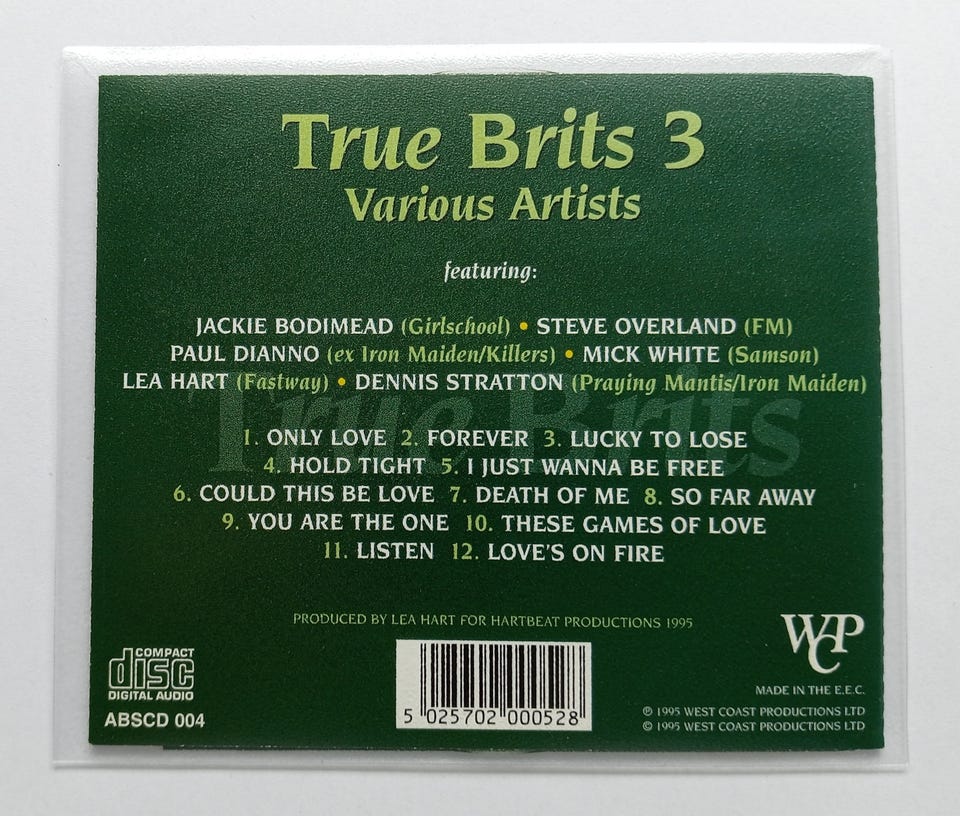 True Brits 3
Various Artists
featuring:
JACKIE BODIMEAD (Girlschool) • STEVE OVERLAND (FM)
PAUL DIANNO (ex Iron Maiden/Killers) • MICK WHITE (Samson)
LEA HART (Fastway) • DENNIS STRATTON (Praying Mantis/Iron Maiden)
True Brits
1. ONLY LOVE 2. FOREVER 3. LUCKY TO LOSE
4. HOLD TIGHT 5. I JUST WANNA BE FREE
6. COULD THIS BE LOVE 7. DEATH OF ME 8. SO FAR AWAY
9. YOU ARE THE ONE 10. THESE GAMES OF LOVE
11. LISTEN 12. LOVE'S ON FIRE
PRODUCED BY LEA HART FOR HARTBEAT PRODUCTIONS 1995
COMPACT
disc
DIGITAL AUDIO
ABSCD 004
5 025702 000528
WCP
MADE IN THE E.E.C.
℗ 1995 WEST COAST PRODUCTIONS LTD
© 1995 WEST COAST PRODUCTIONS LTD